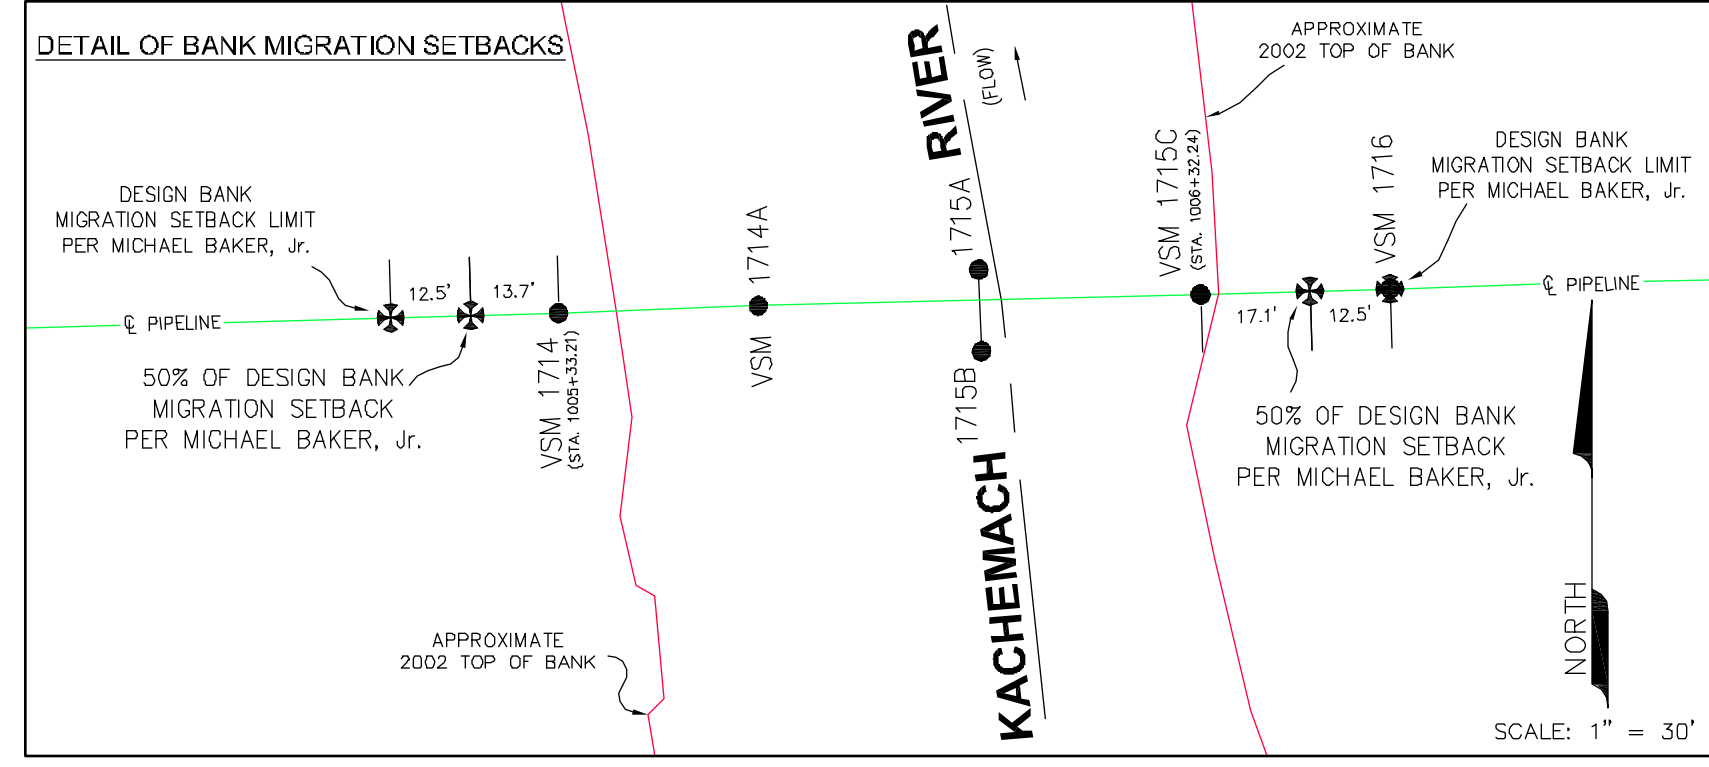 DETAIL OF BANK MIGRATION SETBACKS
APPROXIMATE
2002 TOP OF BANK
RIVER
(FLOW)
DESIGN BANK
MIGRATION SETBACK LIMIT
PER MICHAEL BAKER, Jr.
DESIGN BANK
MIGRATION SETBACK LIMIT
PER MICHAEL BAKER, Jr.
VSM 1714A
1715A
VSM 1715C
(STA. 1006+32.24)
VSM 1716
12.5'
13.7'
℄ PIPELINE
℄ PIPELINE
17.1'
12.5'
50% OF DESIGN BANK
MIGRATION SETBACK
PER MICHAEL BAKER, Jr.
VSM 1714
(STA. 1005+33.21)
1715B
50% OF DESIGN BANK
MIGRATION SETBACK
PER MICHAEL BAKER, Jr.
KACHEMACH
APPROXIMATE
2002 TOP OF BANK
NORTH
SCALE: 1" = 30'